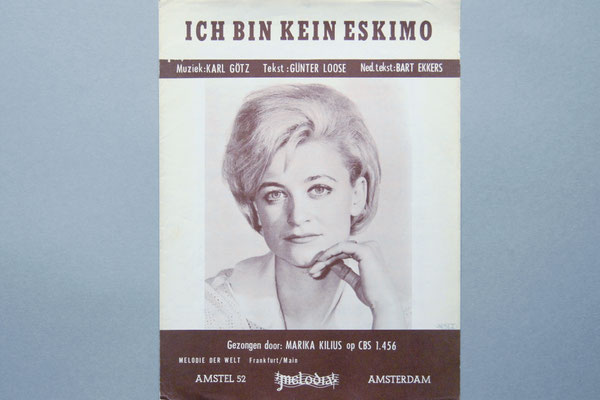 ICH BIN KEIN ESKIMO
Muziek: KARL GÖTZ Tekst: GÜNTER LOOSE Ned. tekst: BART EKKERS
Gezongen door: MARIKA KILIUS op CBS 1.456
MELODIE DER WELT Frankfurt/Main
AMSTEL 52 melodia AMSTERDAM